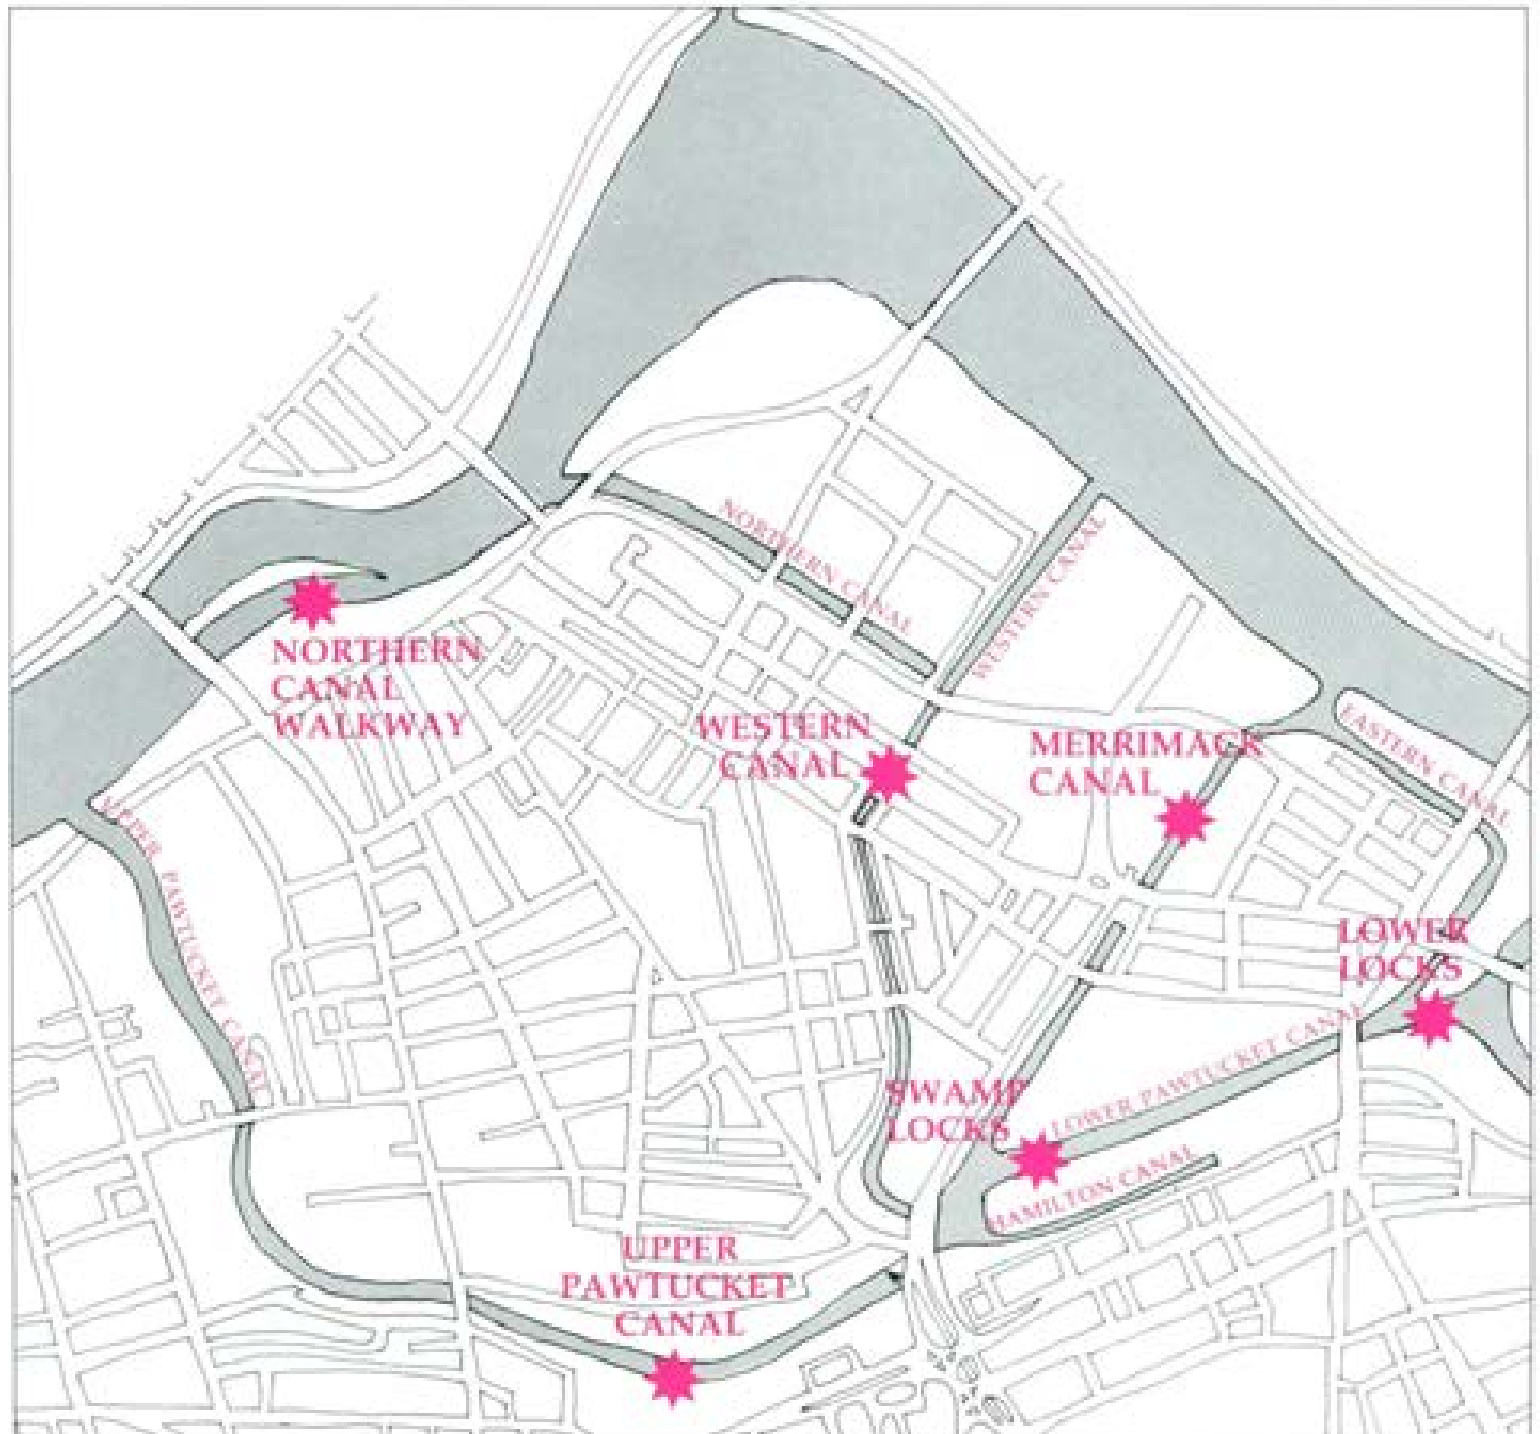 NORTHERN CANAL
WESTERN CANAL
NORTHERN
CANAL
WALKWAY
WESTERN
CANAL
MERRIMACK
CANAL
EASTERN CANAL
UPPER PAWTUCKET CANAL
LOWER
LOCKS
LOWER PAWTUCKET CANAL
SWAMP
LOCKS
HAMILTON CANAL
UPPER
PAWTUCKET
CANAL